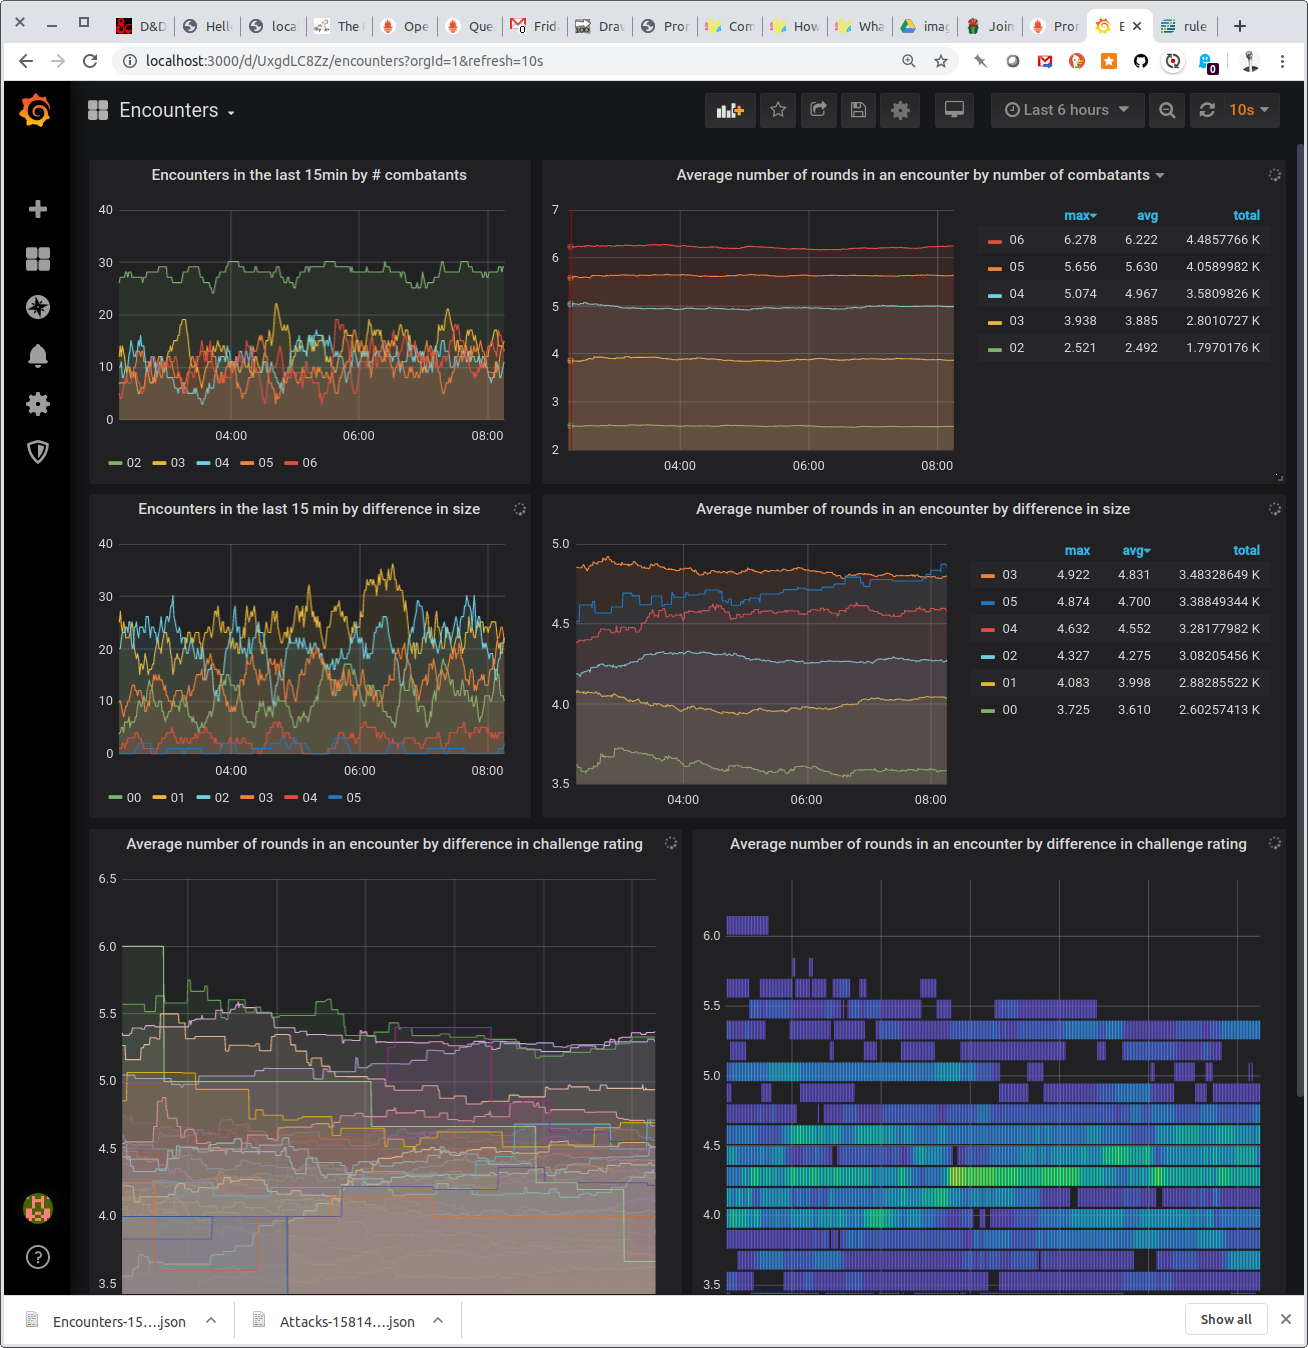 D&D
Hell
local
The
Ope
Que
Frid
Drav
Pror
Com
How
Wha
imag
Join
Pror
E
rule
localhost:3000/d/UxgdLC8Zz/encounters?orgId=1&refresh=10s
0
Encounters
Last 6 hours
10s
Encounters in the last 15min by # combatants
40
30
20
10
0
04:00 06:00 08:00
02 03 04 05 06
Average number of rounds in an encounter by number of combatants
7
6
5
4
3
2
04:00 06:00 08:00
max avg total
06 6.278 6.222 4.4857766 K
05 5.656 5.630 4.0589982 K
04 5.074 4.967 3.5809826 K
03 3.938 3.885 2.8010727 K
02 2.521 2.492 1.7970176 K
Encounters in the last 15 min by difference in size
40
30
20
10
0
04:00 06:00 08:00
00 01 02 03 04 05
Average number of rounds in an encounter by difference in size
5.0
4.5
4.0
3.5
04:00 06:00 08:00
max avg total
03 4.922 4.831 3.48328649 K
05 4.874 4.700 3.38849344 K
04 4.632 4.552 3.28177982 K
02 4.327 4.275 3.08205456 K
01 4.083 3.998 2.88285522 K
00 3.725 3.610 2.60257413 K
Average number of rounds in an encounter by difference in challenge rating
6.5
6.0
5.5
5.0
4.5
4.0
3.5
Average number of rounds in an encounter by difference in challenge rating
6.0
5.5
5.0
4.5
4.0
3.5
Encounters-15....json
Attacks-15814....json
Show all